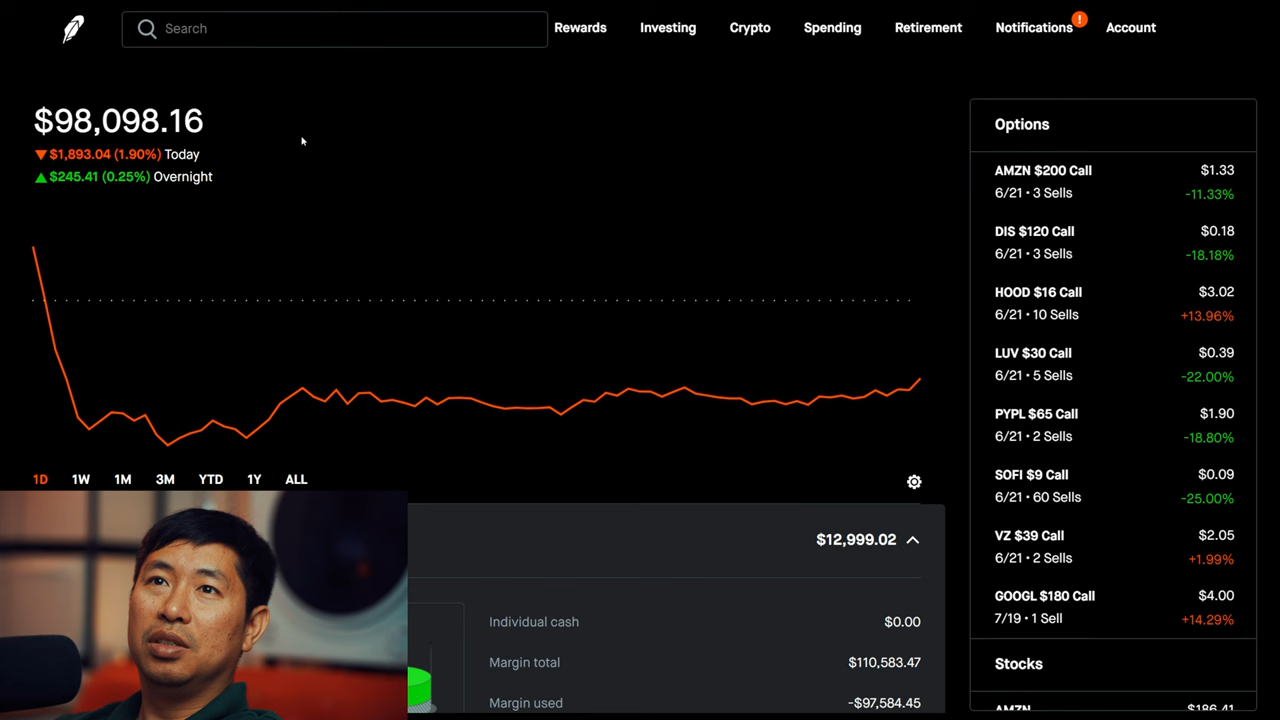 Search
Rewards
Investing
Crypto
Spending
Retirement
Notifications
!
Account
$98,098.16
▼ $1,893.04 (1.90%) Today
▲ $245.41 (0.25%) Overnight
1D 1W 1M 3M YTD 1Y ALL
$12,999.02
Individual cash $0.00
Margin total $110,583.47
Margin used -$97,584.45
Options
AMZN $200 Call $1.33
6/21 • 3 Sells -11.33%
DIS $120 Call $0.18
6/21 • 3 Sells -18.18%
HOOD $16 Call $3.02
6/21 • 10 Sells +13.96%
LUV $30 Call $0.39
6/21 • 5 Sells -22.00%
PYPL $65 Call $1.90
6/21 • 2 Sells -18.80%
SOFI $9 Call $0.09
6/21 • 60 Sells -25.00%
VZ $39 Call $2.05
6/21 • 2 Sells +1.99%
GOOGL $180 Call $4.00
7/19 • 1 Sell +14.29%
Stocks
AMZN $186.41